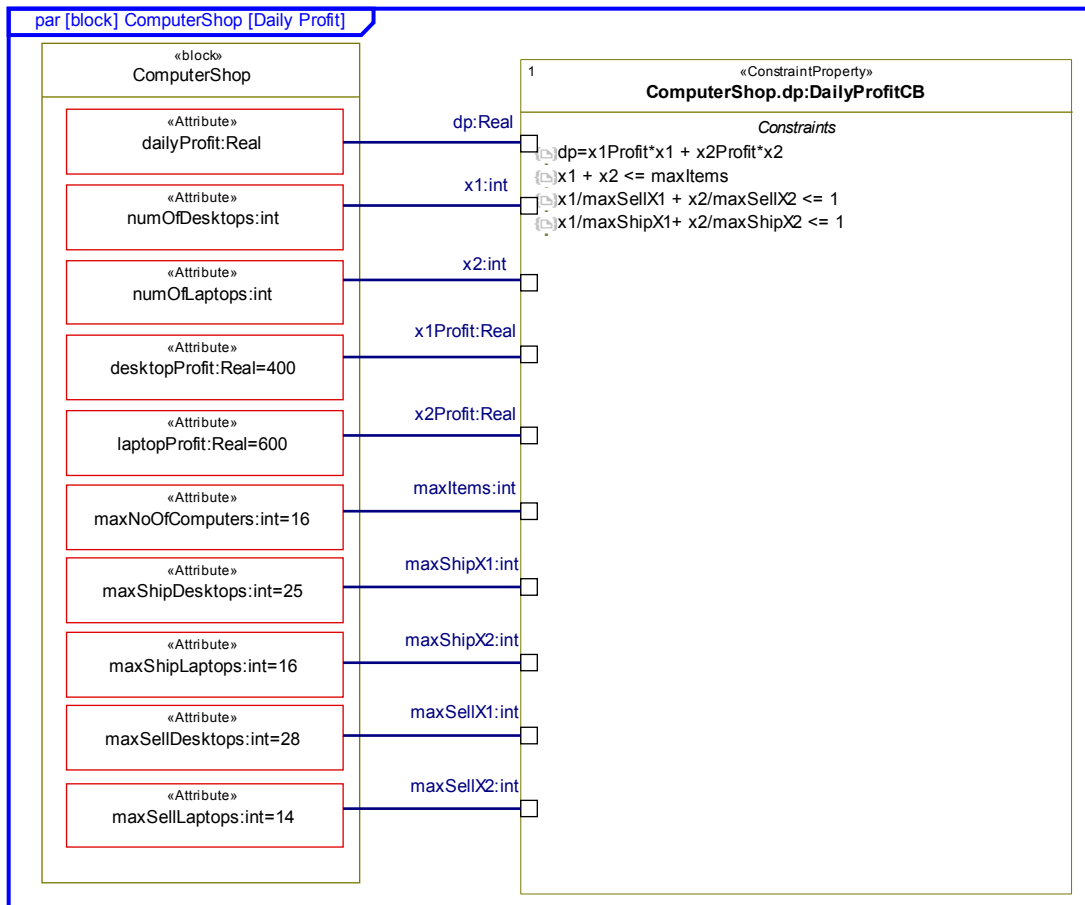 par [block] ComputerShop [Daily Profit]
«block»
ComputerShop
«Attribute»
dailyProfit:Real
«Attribute»
numOfDesktops:int
«Attribute»
numOfLaptops:int
«Attribute»
desktopProfit:Real=400
«Attribute»
laptopProfit:Real=600
«Attribute»
maxNoOfComputers:int=16
«Attribute»
maxShipDesktops:int=25
«Attribute»
maxShipLaptops:int=16
«Attribute»
maxSellDesktops:int=28
«Attribute»
maxSellLaptops:int=14
dp:Real
x1:int
x2:int
x1Profit:Real
x2Profit:Real
maxItems:int
maxShipX1:int
maxShipX2:int
maxSellX1:int
maxSellX2:int
1
«ConstraintProperty»
ComputerShop.dp:DailyProfitCB
Constraints
dp=x1Profit*x1 + x2Profit*x2
x1 + x2 <= maxItems
x1/maxSellX1 + x2/maxSellX2 <= 1
x1/maxShipX1+ x2/maxShipX2 <= 1